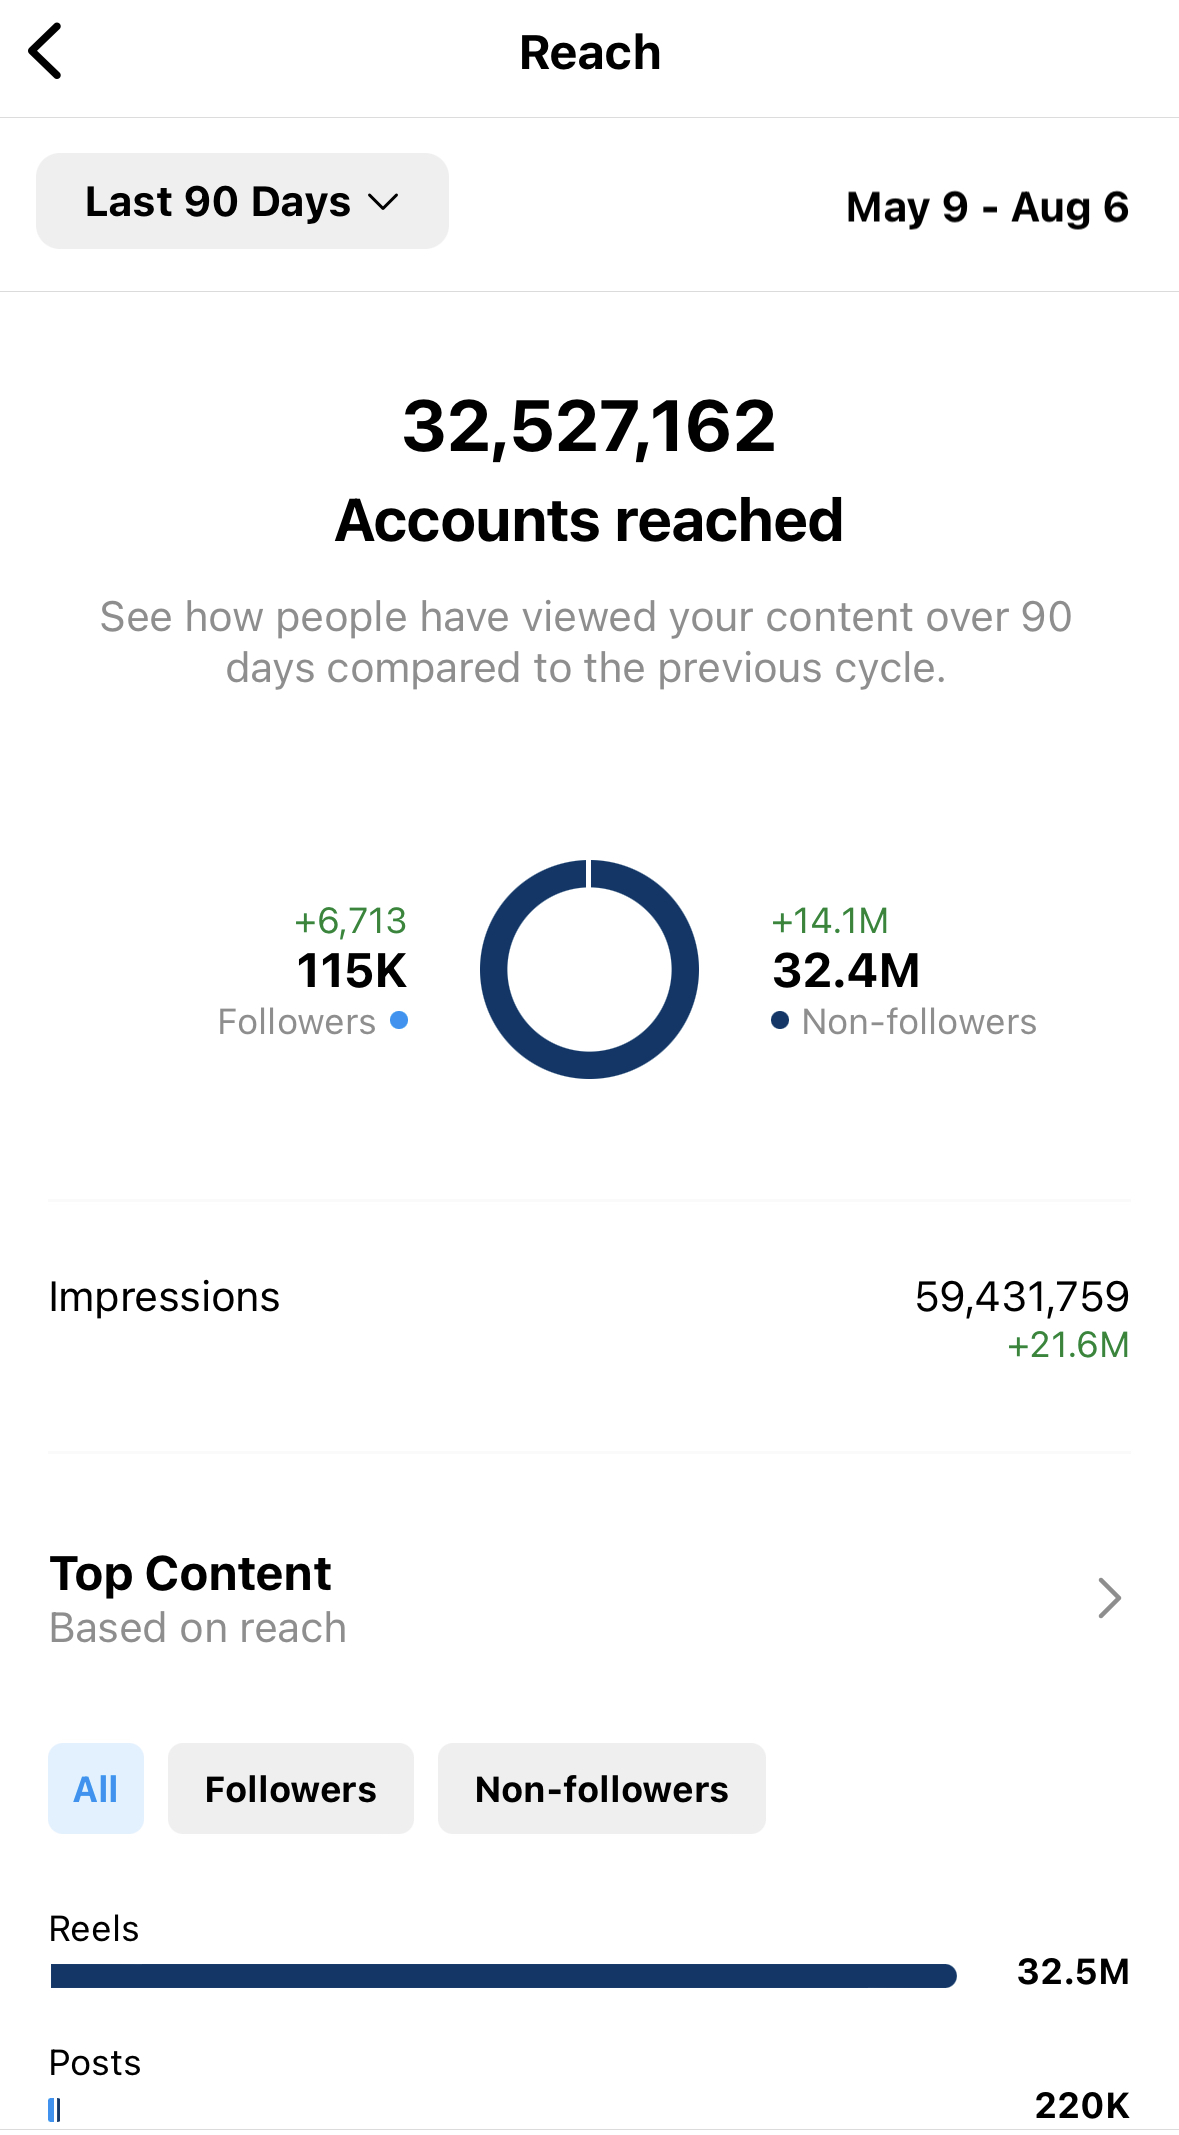 Reach
Last 90 Days
May 9 - Aug 6
32,527,162
Accounts reached
See how people have viewed your content over 90
days compared to the previous cycle.
+6,713
115K
Followers
+14.1M
32.4M
Non-followers
Impressions
59,431,759
+21.6M
Top Content
Based on reach
All
Followers
Non-followers
Reels
32.5M
Posts
220K